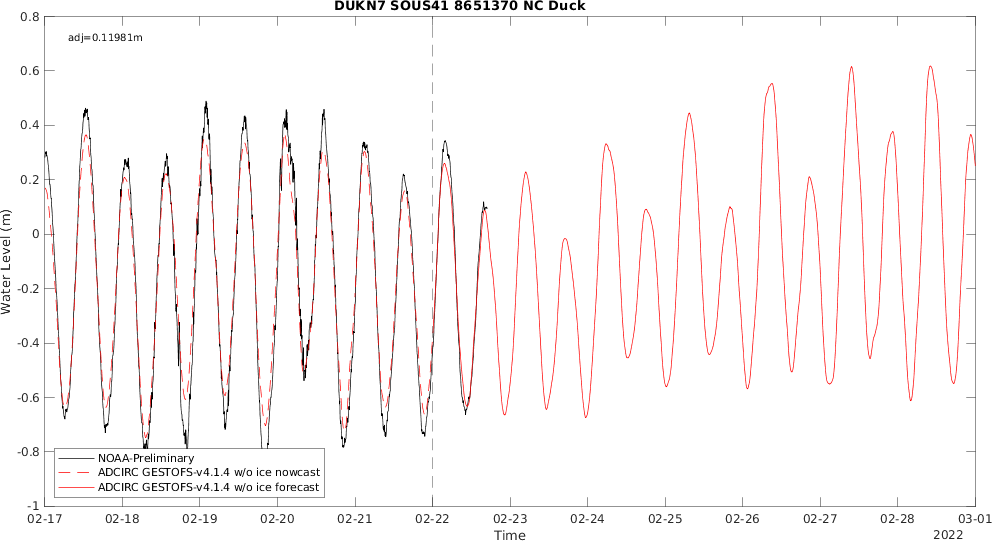 DUKN7 SOUS41 8651370 NC Duck
adj=0.11981m
Water Level (m)
0.8
0.6
0.4
0.2
0
-0.2
-0.4
-0.6
-0.8
-1
NOAA-Preliminary
ADCIRC GESTOFS-v4.1.4 w/o ice nowcast
ADCIRC GESTOFS-v4.1.4 w/o ice forecast
02-17 02-18 02-19 02-20 02-21 02-22 02-23 02-24 02-25 02-26 02-27 02-28 03-01
Time
2022